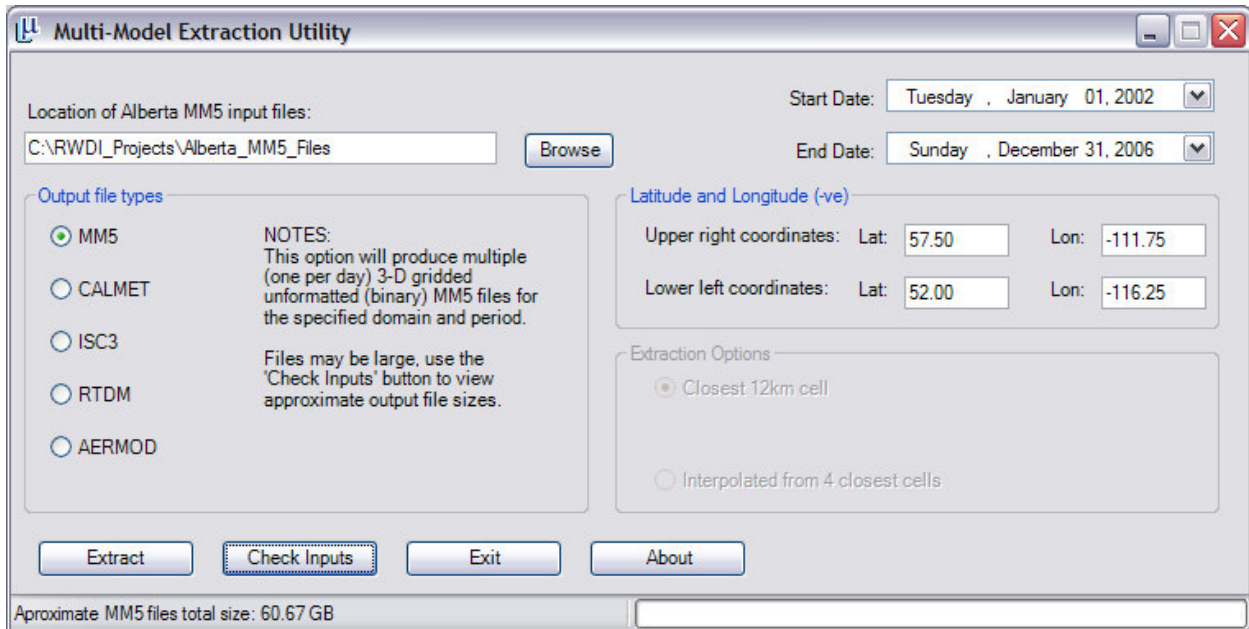 µ Multi-Model Extraction Utility
Location of Alberta MM5 input files:
C:\RWDI_Projects\Alberta_MM5_Files
Browse
Start Date: Tuesday , January 01, 2002
End Date: Sunday , December 31, 2006
Output file types
MM5
CALMET
ISC3
RTDM
AERMOD
NOTES:
This option will produce multiple
(one per day) 3-D gridded
unformatted (binary) MM5 files for
the specified domain and period.
Files may be large, use the
'Check Inputs' button to view
approximate output file sizes.
Latitude and Longitude (-ve)
Upper right coordinates: Lat: 57.50 Lon: -111.75
Lower left coordinates: Lat: 52.00 Lon: -116.25
Extraction Options
Closest 12km cell
Interpolated from 4 closest cells
Extract Check Inputs Exit About
Aproximate MM5 files total size: 60.67 GB